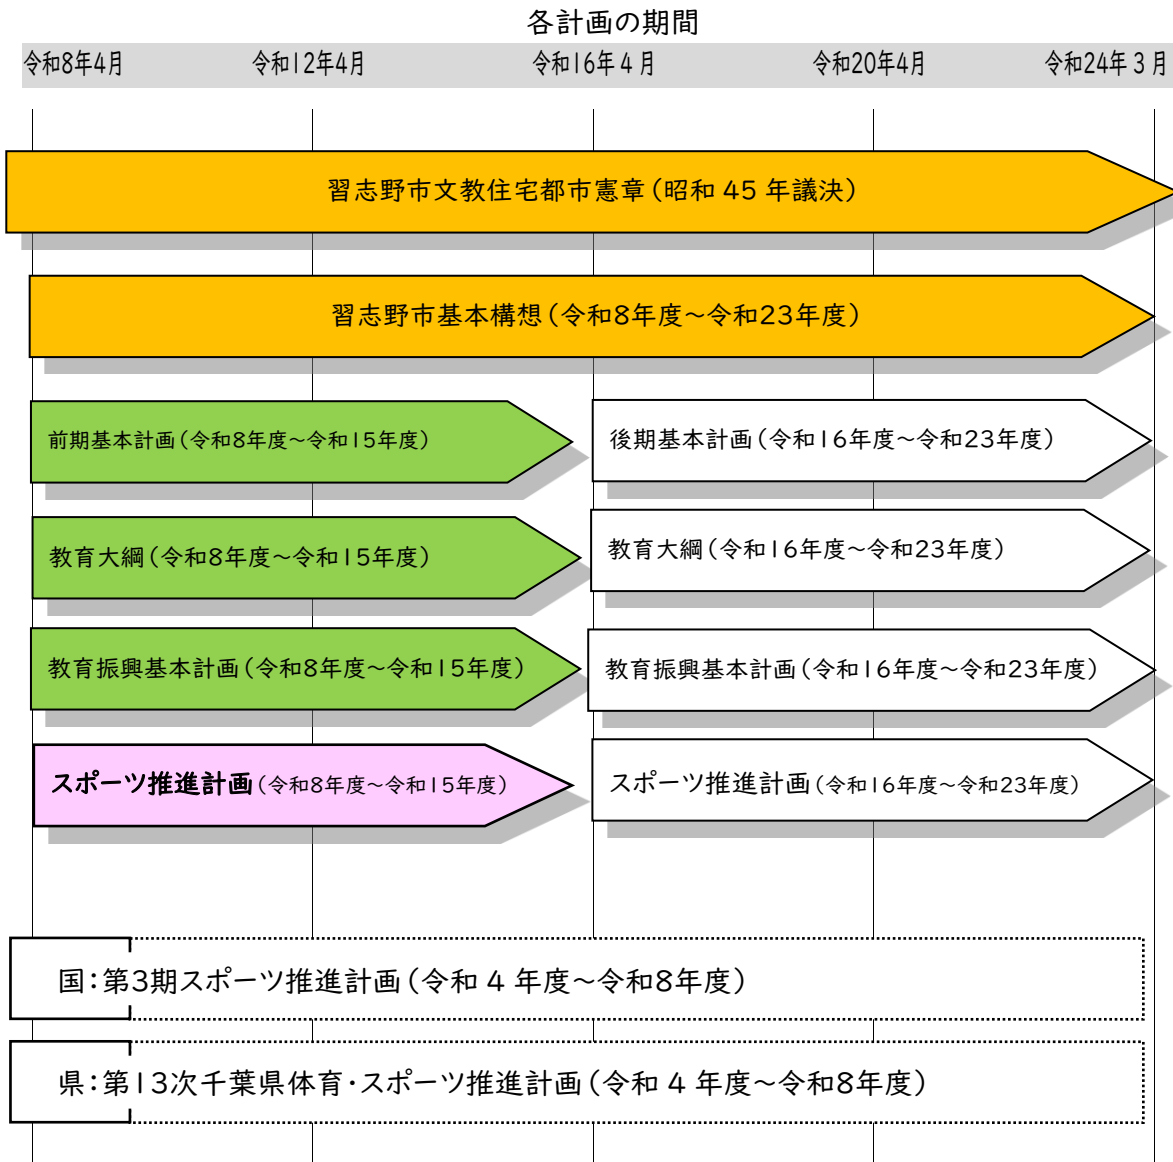 各計画の期間
令和8年4月 令和12年4月 令和16年4月 令和20年4月 令和24年3月
習志野市文教住宅都市憲章(昭和 45 年議決)
習志野市基本構想(令和8年度～令和23年度)
前期基本計画(令和8年度～令和15年度) 後期基本計画(令和16年度～令和23年度)
教育大綱(令和8年度～令和15年度) 教育大綱(令和16年度～令和23年度)
教育振興基本計画(令和8年度～令和15年度) 教育振興基本計画(令和16年度～令和23年度)
スポーツ推進計画(令和8年度～令和15年度) スポーツ推進計画(令和16年度～令和23年度)
国:第3期スポーツ推進計画(令和 4 年度～令和8年度)
県:第13次千葉県体育・スポーツ推進計画(令和 4 年度～令和8年度)